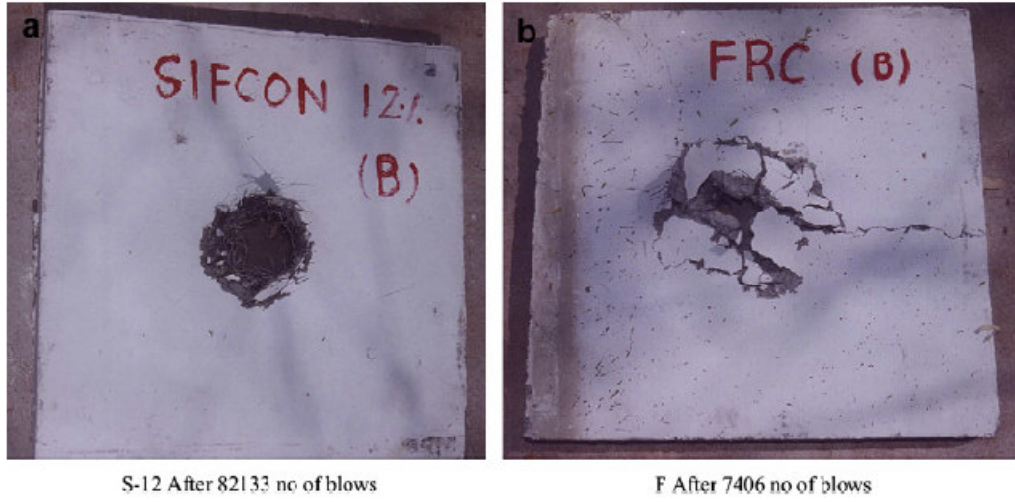 a
SIFCON 12%
(B)
b
FRC (B)
S-12 After 82133 no of blows
F After 7406 no of blows